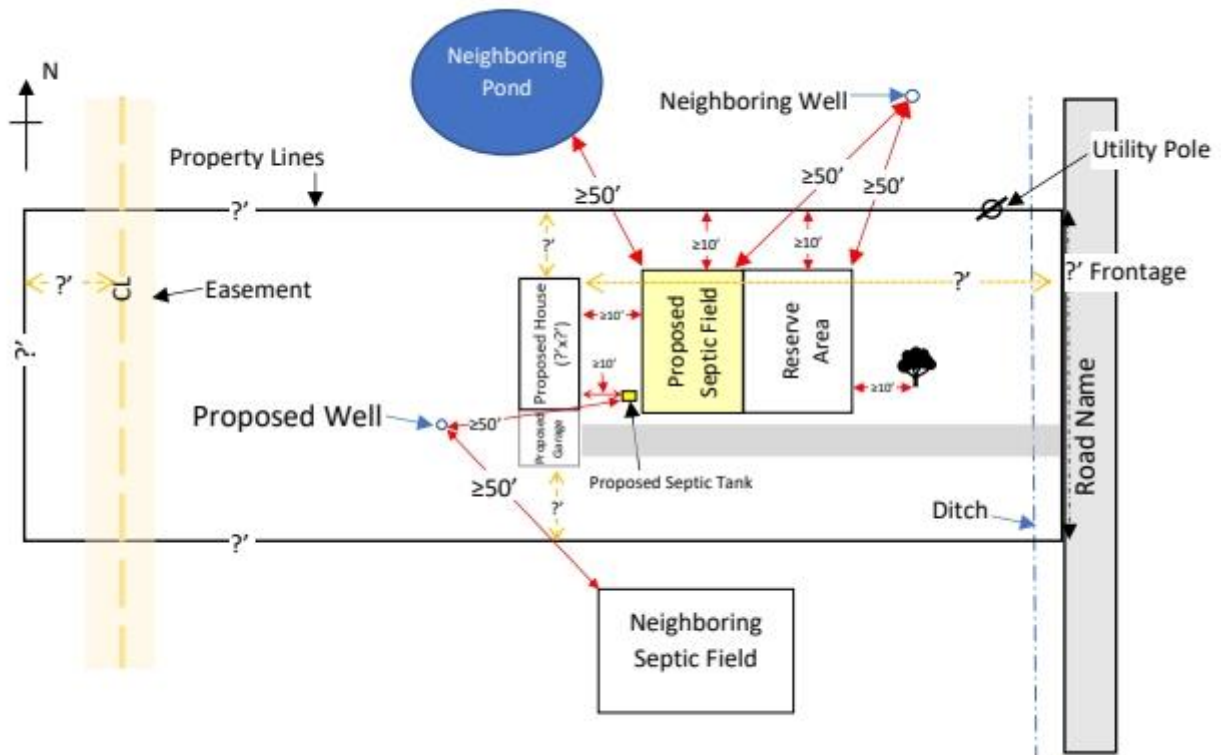 Neighboring
Pond
N
Neighboring Well
Utility Pole
Property Lines
≥50'
≥50'
≥50'
?'
?'
≥10'
≥10'
?'
CL
Easement
?'
?' Frontage
≥10'
Proposed House
(?'x?')
Proposed
Septic Field
Reserve
Area
?'
≥10'
≥10'
Proposed Well
≥50'
Proposed
Garage
Road Name
≥50'
Proposed Septic Tank
?'
Ditch
?'
Neighboring
Septic Field